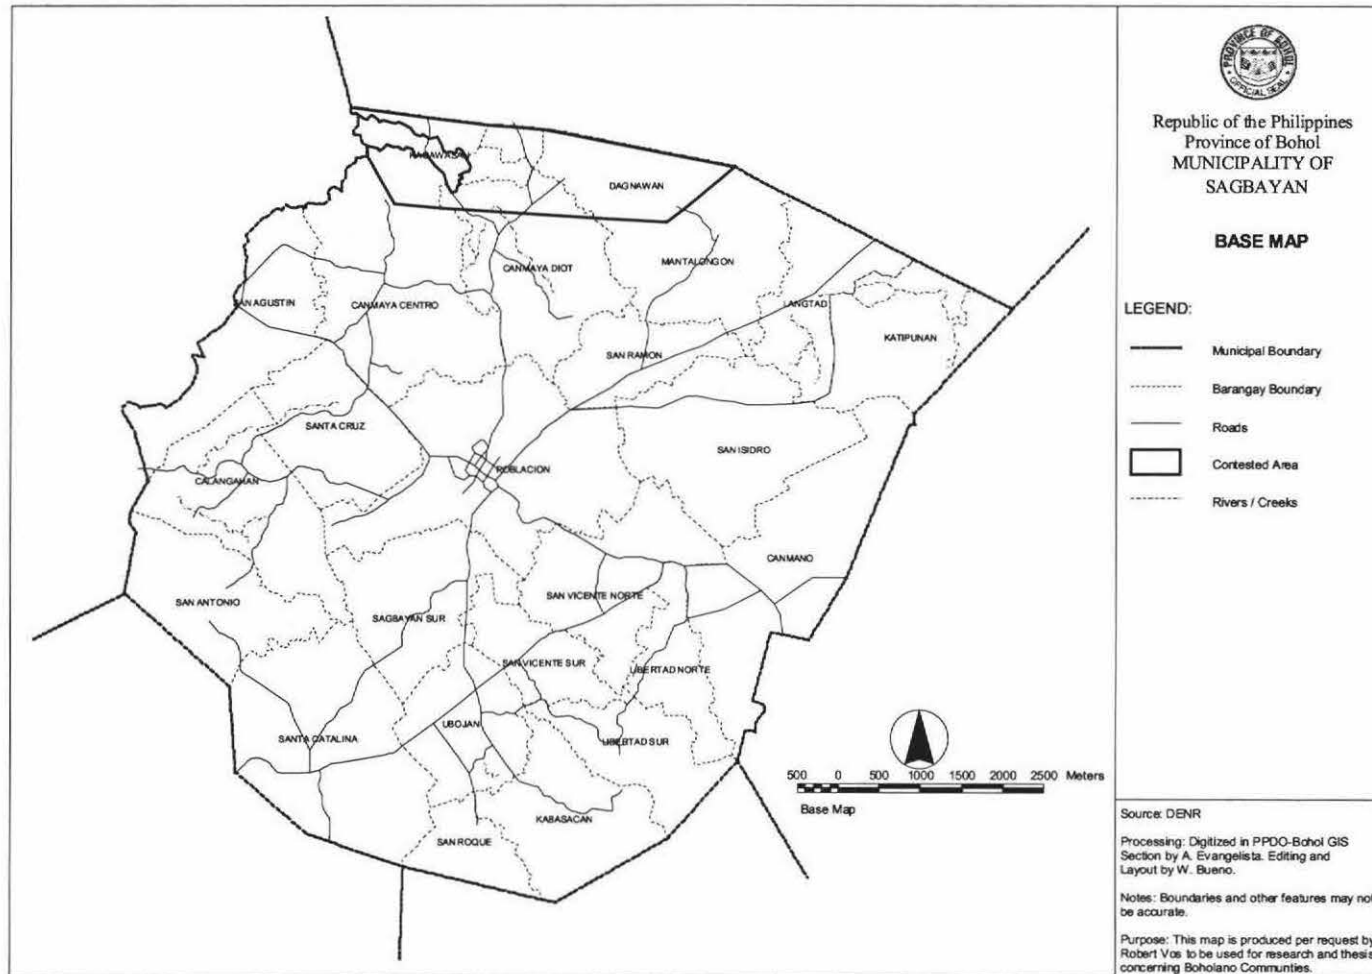 PROVINCE OF BOHOL
OFFICIAL SEAL
Republic of the Philippines
Province of Bohol
MUNICIPALITY OF
SAGBAYAN
BASE MAP
LEGEND:
Municipal Boundary
Barangay Boundary
Roads
Contested Area
Rivers / Creeks
DAGNAWAN
CANMAYA DIOT
MANTALONGON
SAN AGUSTIN
CANMAYA CENTRO
LANGTAD
KATIPUNAN
SAN RAMON
SANTA CRUZ
SAN ISIDRO
POBLACION
CALANGAHAN
CANMANO
SAN ANTONIO
SAN VICENTE NORTE
SAGBAYAN SUR
SAN VICENTE SUR
LIBERTAD NORTE
UBOJAN
SANTA CATALINA
LIBERTAD SUR
KABASACAN
SAN ROQUE
500 0 500 1000 1500 2000 2500 Meters
Base Map
Source: DENR
Processing: Digitized in PPDO-Bohol GIS
Section by A. Evangelista. Editing and
Layout by W. Bueno.
Notes: Boundaries and other features may not
be accurate.
Purpose: This map is produced per request by
Robert Vos to be used for research and thesis
concerning Boholano Communties.